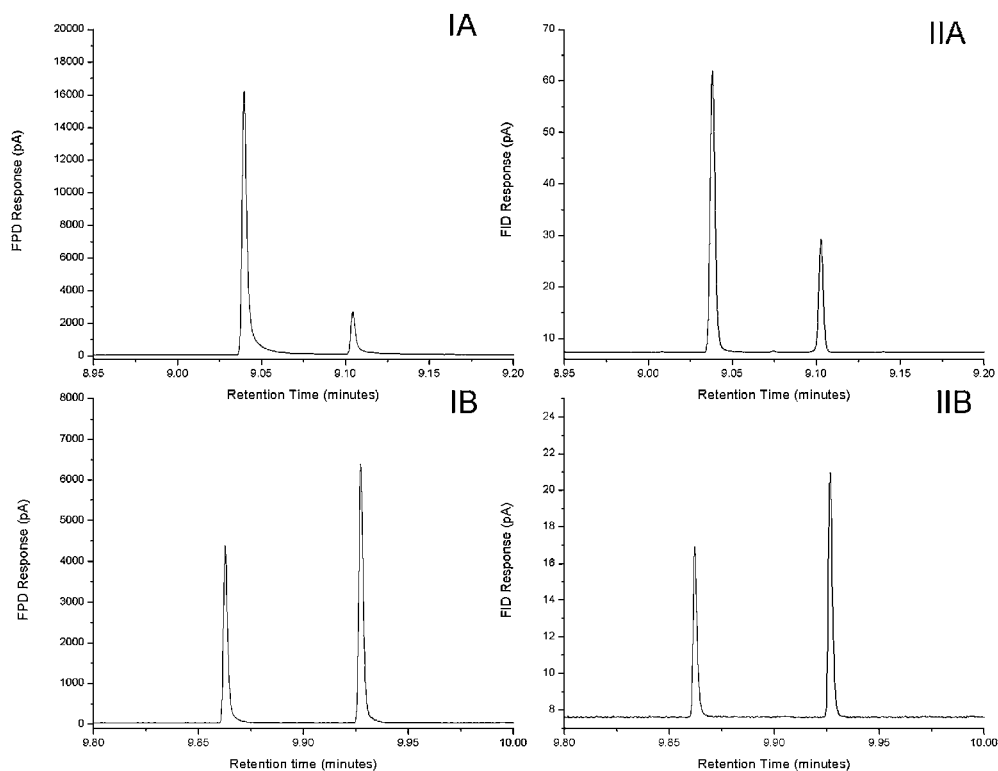 IA
20000
18000
16000
14000
12000
10000
8000
6000
4000
2000
0
FPD Response (pA)
8.95 9.00 9.05 9.10 9.15 9.20
Retention Time (minutes)
IIA
70
60
50
40
30
20
10
FID Response (pA)
8.95 9.00 9.05 9.10 9.15 9.20
Retention Time (minutes)
IB
8000
7000
6000
5000
4000
3000
2000
1000
0
FPD Response (pA)
9.80 9.85 9.90 9.95 10.00
Retention time (minutes)
IIB
24
22
20
18
16
14
12
10
8
FID Response (pA)
9.80 9.85 9.90 9.95 10.00
Retention Time (minutes)